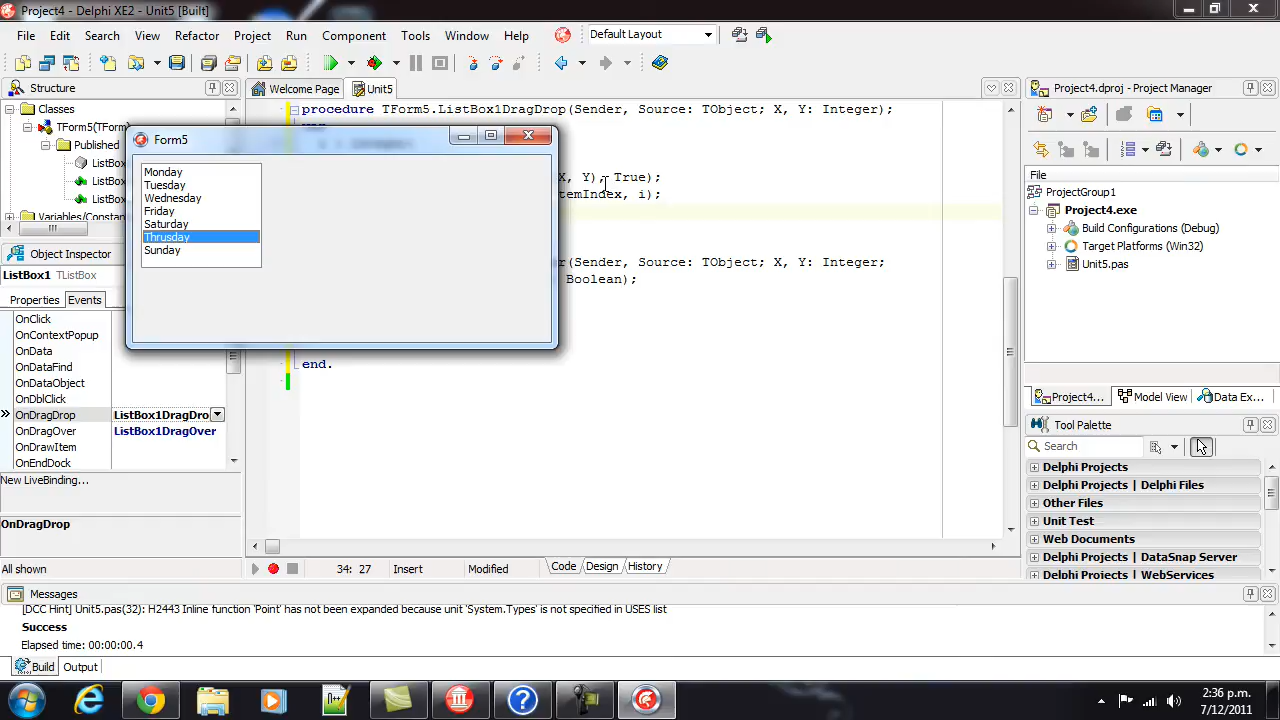 Project4 - Delphi XE2 - Unit5 [Built]
File Edit Search View Refactor Project Run Component Tools Window Help Default Layout
Structure
Welcome Page Unit5
Project4.dproj - Project Manager
Classes
TForm5(TForm
Published
ListBox
ListBox
ListBox
Variables/Constan
procedure TForm5.ListBox1DragDrop(Sender, Source: TObject; X, Y: Integer);
X, Y), True);
temIndex, i);
r(Sender, Source: TObject; X, Y: Integer;
Boolean);
end.
Form5
Monday
Tuesday
Wednesday
Friday
Saturday
Thrusday
Sunday
File
ProjectGroup1
Project4.exe
Build Configurations (Debug)
Target Platforms (Win32)
Unit5.pas
Object Inspector
ListBox1 TListBox
Properties Events
OnClick
OnContextPopup
OnData
OnDataFind
OnDataObject
OnDblClick
OnDragDrop ListBox1DragDro
OnDragOver ListBox1DragOver
OnDrawItem
OnEndDock
New LiveBinding...
OnDragDrop
All shown
Project4... Model View Data Ex...
Tool Palette
Search
Delphi Projects
Delphi Projects | Delphi Files
Other Files
Unit Test
Web Documents
Delphi Projects | DataSnap Server
Delphi Projects | WebServices
34: 27 Insert Modified Code Design History
Messages
[DCC Hint] Unit5.pas(32): H2443 Inline function 'Point' has not been expanded because unit 'System.Types' is not specified in USES list
Success
Elapsed time: 00:00:00.4
Build Output
2:36 p.m.
7/12/2011